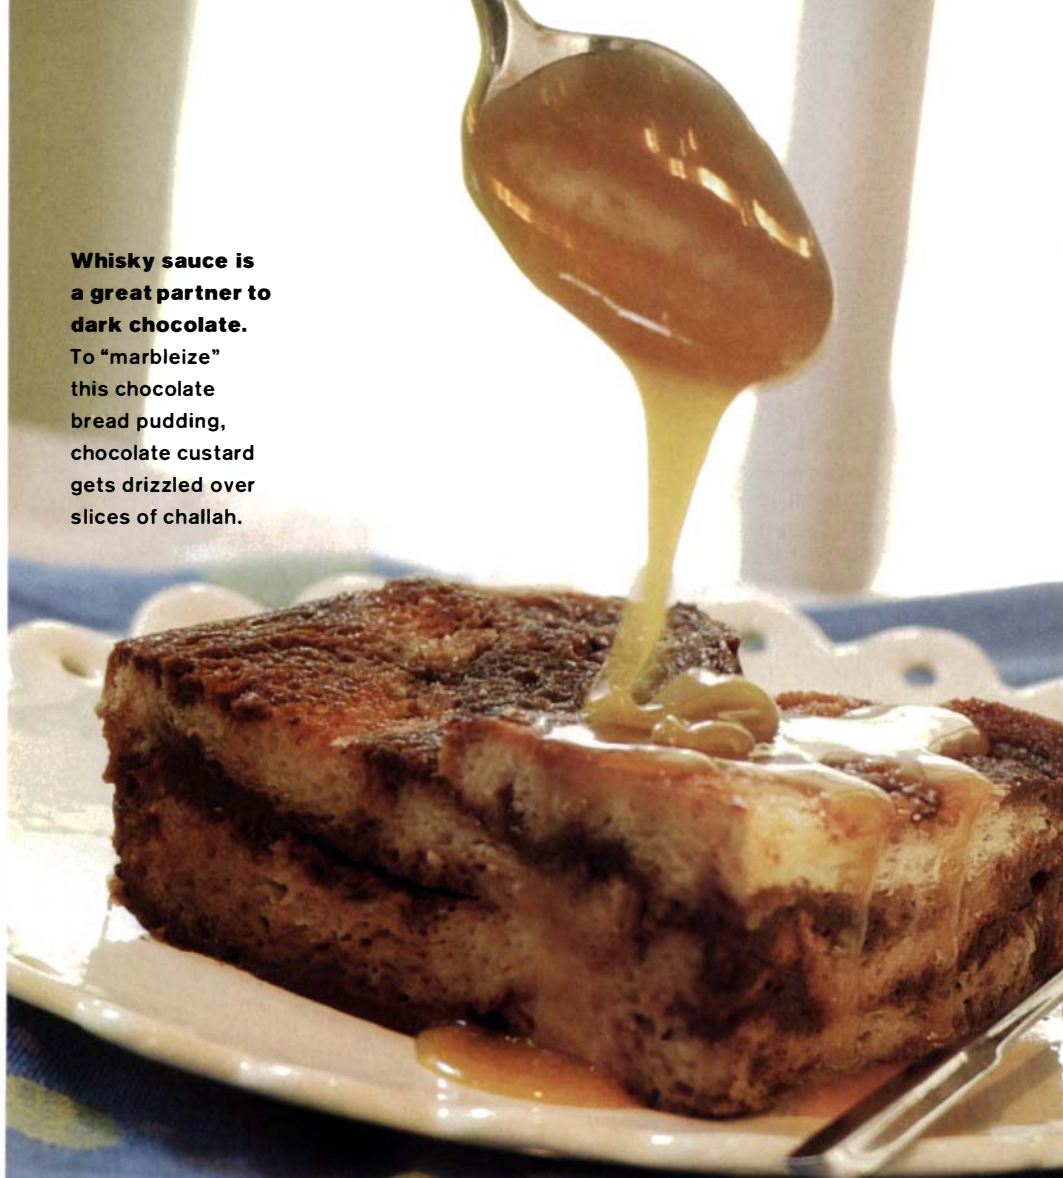 Whisky sauce is
a great partner to
dark chocolate.
To “marbleize”
this chocolate
bread pudding,
chocolate custard
gets drizzled over
slices of challah.